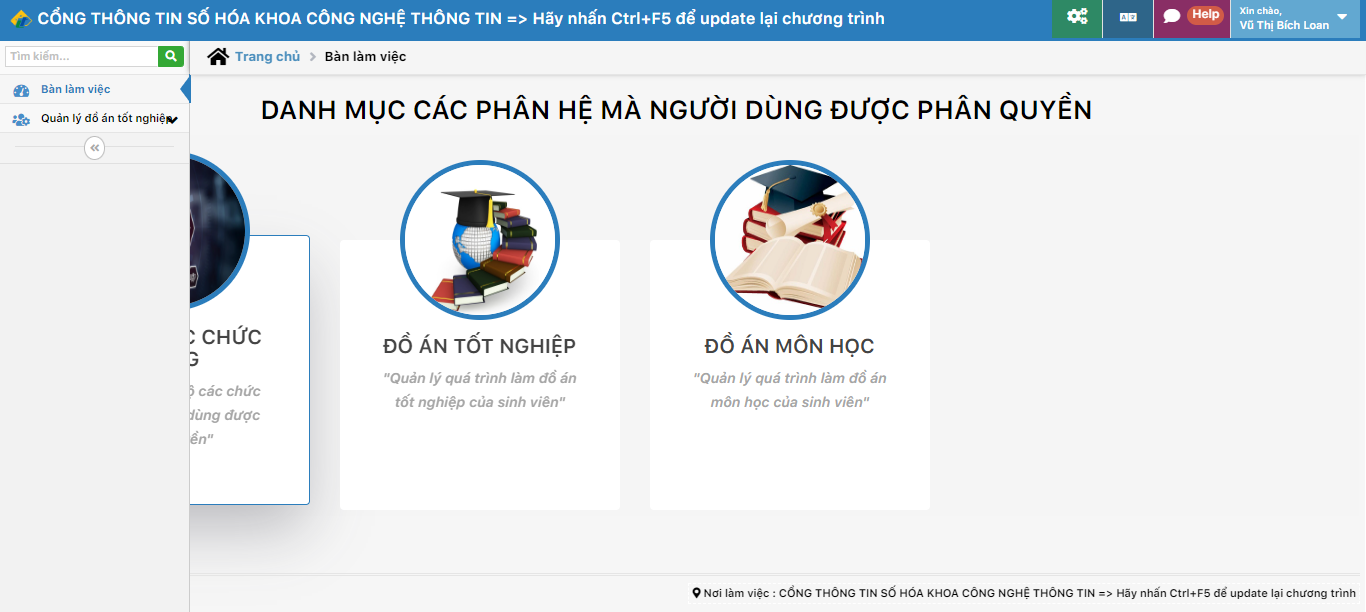 CỔNG THÔNG TIN SỐ HÓA KHOA CÔNG NGHỆ THÔNG TIN => Hãy nhấn Ctrl+F5 để update lại chương trình
Help
Xin chào,
Vũ Thị Bích Loan
Tìm kiếm...
Trang chủ > Bàn làm việc
Bàn làm việc
Quản lý đồ án tốt nghiệp
DANH MỤC CÁC PHÂN HỆ MÀ NGƯỜI DÙNG ĐƯỢC PHÂN QUYỀN
CHỨC
các chức
dùng được
ĐỒ ÁN TỐT NGHIỆP
"Quản lý quá trình làm đồ án
tốt nghiệp của sinh viên"
ĐỒ ÁN MÔN HỌC
"Quản lý quá trình làm đồ án
môn học của sinh viên"
Nơi làm việc : CỔNG THÔNG TIN SỐ HÓA KHOA CÔNG NGHỆ THÔNG TIN => Hãy nhấn Ctrl+F5 để update lại chương trình